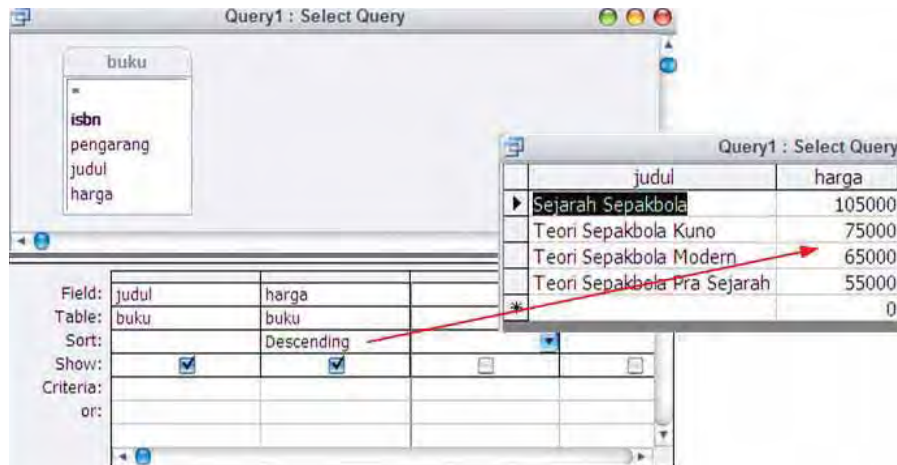 Query1 : Select Query
buku
*
isbn
pengarang
judul
harga
Query1 : Select Query
judul harga
Sejarah Sepakbola 105000
Teori Sepakbola Kuno 75000
Teori Sepakbola Modern 65000
Teori Sepakbola Pra Sejarah 55000
* 0
Field: judul harga
Table: buku buku
Sort: Descending
Show:
Criteria:
or: